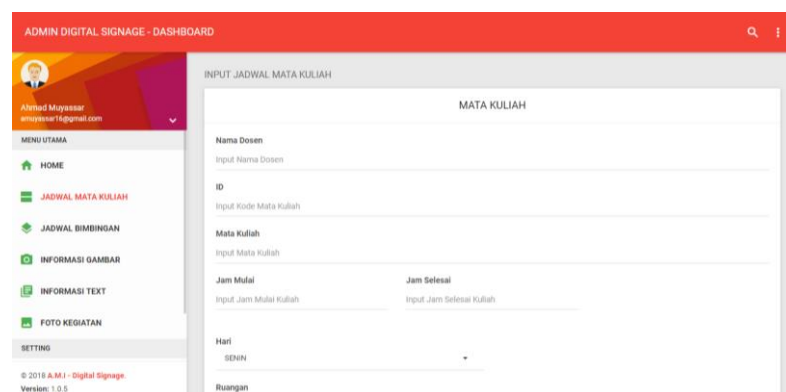 ADMIN DIGITAL SIGNAGE - DASHBOARD
Ahmad Muyassar
amuyassar16@gmail.com
MENU UTAMA
HOME
JADWAL MATA KULIAH
JADWAL BIMBINGAN
INFORMASI GAMBAR
INFORMASI TEXT
FOTO KEGIATAN
SETTING
© 2018 A.M.I - Digital Signage.
Version: 1.0.5
INPUT JADWAL MATA KULIAH
MATA KULIAH
Nama Dosen
Input Nama Dosen
ID
Input Kode Mata Kuliah
Mata Kuliah
Input Mata Kuliah
Jam Mulai Jam Selesai
Input Jam Mulai Kuliah Input Jam Selesai Kuliah
Hari
SENIN
Ruangan